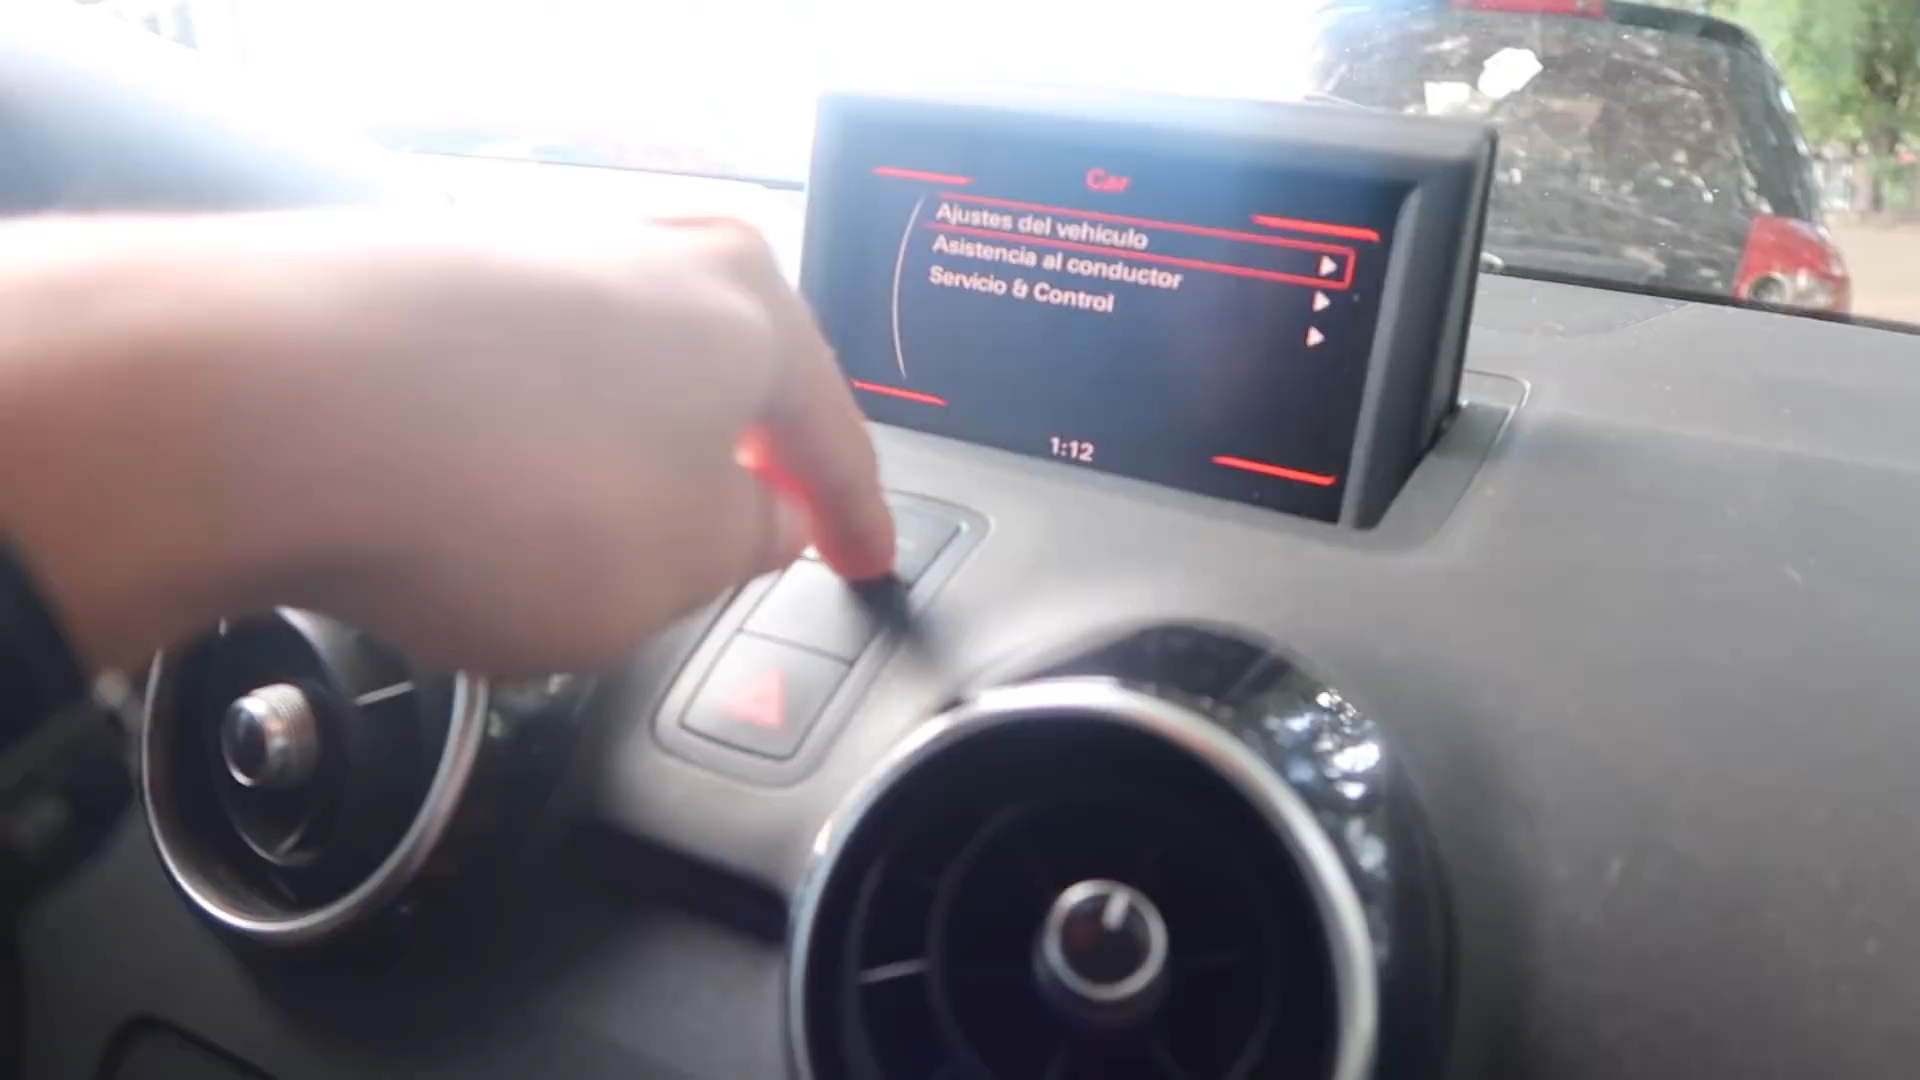 Car
Ajustes del vehículo
Asistencia al conductor
Servicio & Control
1:12